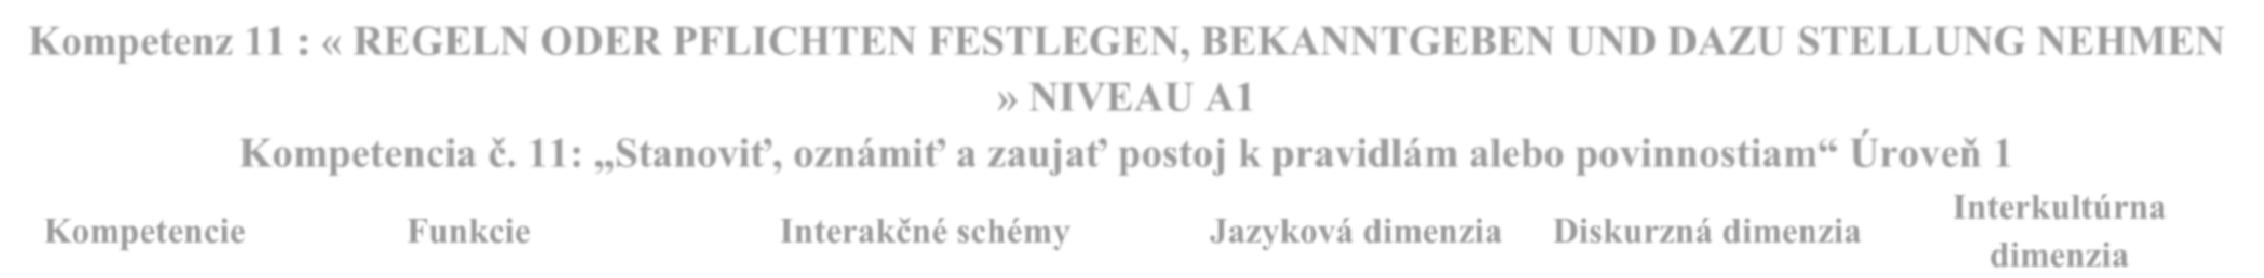 Kompetenz 11 : « REGELN ODER PFLICHTEN FESTLEGEN, BEKANNTGEBEN UND DAZU STELLUNG NEHMEN
» NIVEAU A1
Kompetencia č. 11: „Stanoviť, oznámiť a zaujať postoj k pravidlám alebo povinnostiam“ Úroveň 1
Kompetencie Funkcie Interakčné schémy Jazyková dimenzia Diskurzná dimenzia Interkultúrna
dimenzia